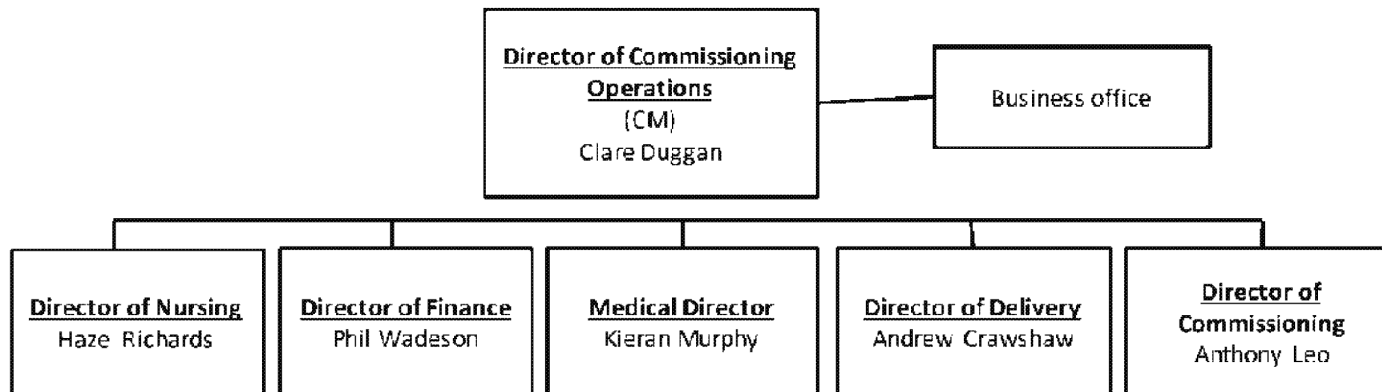 Director of Commissioning
Operations
(CM)
Clare Duggan
Business office
Director of Nursing
Haze Richards
Director of Finance
Phil Wadeson
Medical Director
Kieran Murphy
Director of Delivery
Andrew Crawshaw
Director of
Commissioning
Anthony Leo